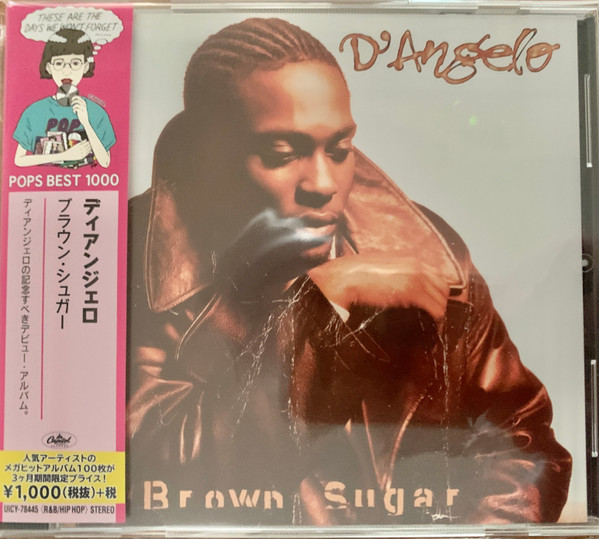 THESE ARE THE
DAYS WE WON'T FORGET
POP
POPS BEST 1000
ディアンジェロ
ブラウン・シュガー
ディアンジェロの記念すべきデビュー・アルバム。
Capitol
人気アーティストの
メガヒットアルバム100枚が
3ヶ月期間限定プライス!
¥1,000(税抜)+税
UICY-78445 (R&B/HIP HOP) STEREO
D'Angelo
Brown Sugar